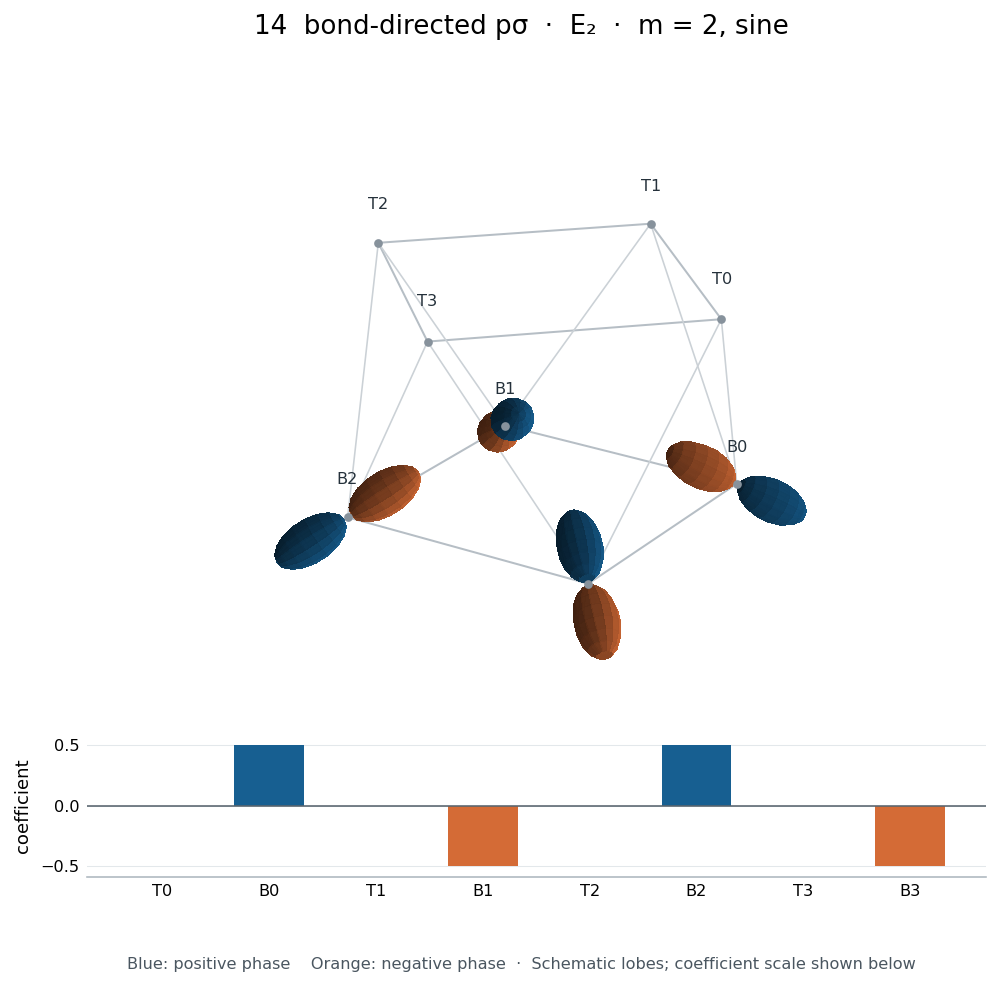 14  bond-directed pσ  ·  E₂  ·  m = 2, sine
T1
T2
T0
T3
B1
B0
B2
coefficient
0.5
0.0
−0.5
T0 B0 T1 B1 T2 B2 T3 B3
Blue: positive phase    Orange: negative phase  ·  Schematic lobes; coefficient scale shown below